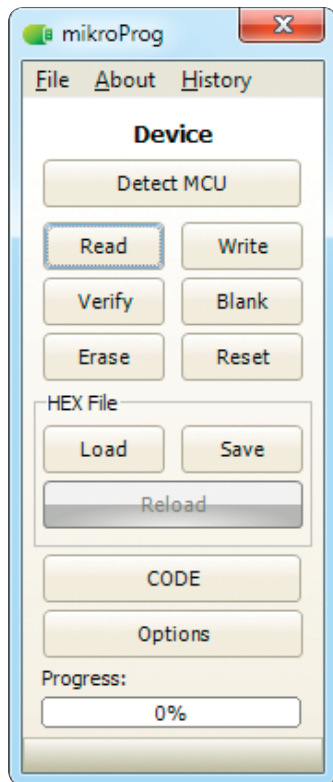 mikroProg
File About History
Device
Detect MCU
Read Write
Verify Blank
Erase Reset
HEX File
Load Save
Reload
CODE
Options
Progress:
0%